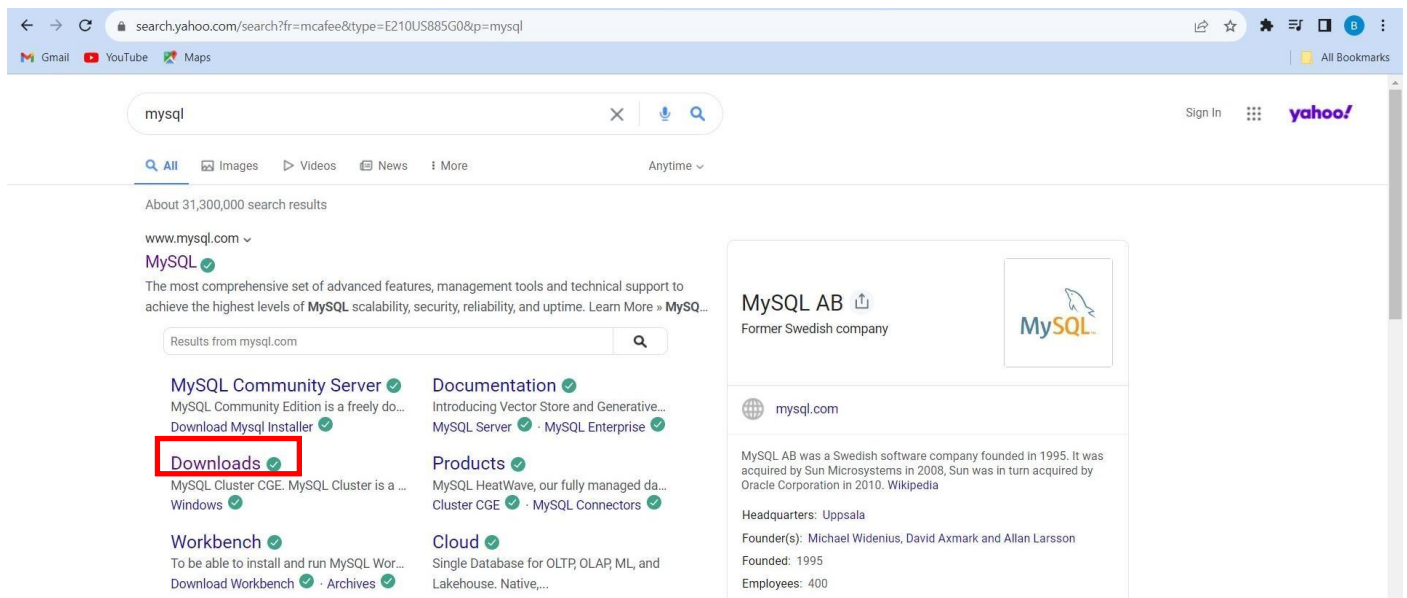 search.yahoo.com/search?fr=mcafee&type=E210US885G0&p=mysql
B
Gmail YouTube Maps All Bookmarks
mysql
Sign In yahoo!
All Images Videos News More Anytime
About 31,300,000 search results
www.mysql.com
MySQL
The most comprehensive set of advanced features, management tools and technical support to
achieve the highest levels of MySQL scalability, security, reliability, and uptime. Learn More » MySQ...
Results from mysql.com
MySQL Community Server
MySQL Community Edition is a freely do...
Download Mysql Installer
Documentation
Introducing Vector Store and Generative...
MySQL Server · MySQL Enterprise
Downloads
MySQL Cluster CGE. MySQL Cluster is a ...
Windows
Products
MySQL HeatWave, our fully managed da...
Cluster CGE · MySQL Connectors
Workbench
To be able to install and run MySQL Wor...
Download Workbench · Archives
Cloud
Single Database for OLTP, OLAP, ML, and
Lakehouse. Native,...
MySQL AB
Former Swedish company
MySQL
mysql.com
MySQL AB was a Swedish software company founded in 1995. It was
acquired by Sun Microsystems in 2008, Sun was in turn acquired by
Oracle Corporation in 2010. Wikipedia
Headquarters: Uppsala
Founder(s): Michael Widenius, David Axmark and Allan Larsson
Founded: 1995
Employees: 400